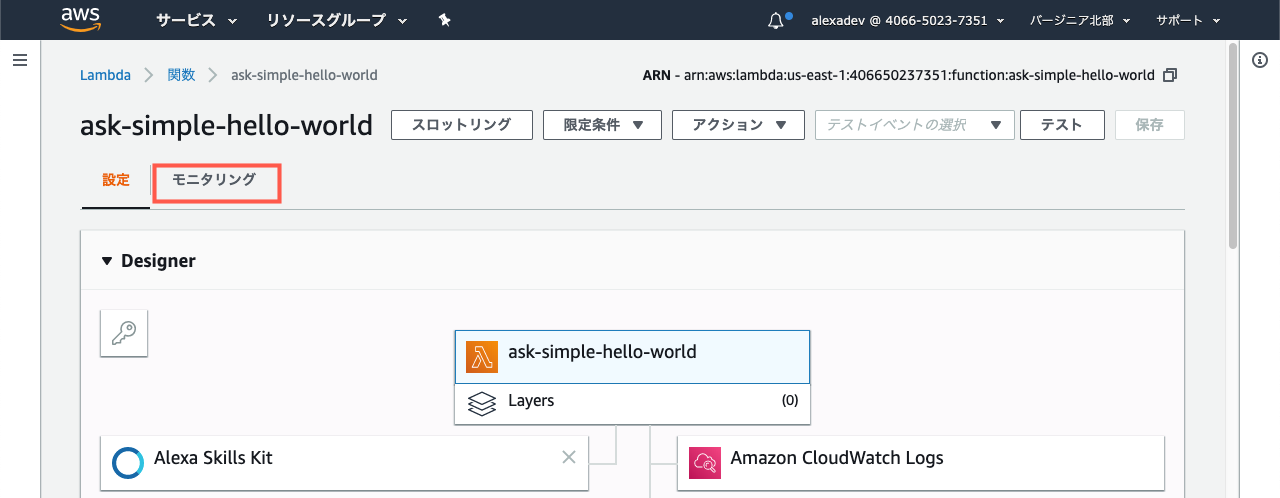 aws サービス リソースグループ alexadev @ 4066-5023-7351 バージニア北部 サポート
Lambda 関数 ask-simple-hello-world ARN - arn:aws:lambda:us-east-1:406650237351:function:ask-simple-hello-world
ask-simple-hello-world スロットリング 限定条件 アクション テストイベントの選択 テスト 保存
設定 モニタリング
Designer
ask-simple-hello-world
Layers (0)
Alexa Skills Kit Amazon CloudWatch Logs